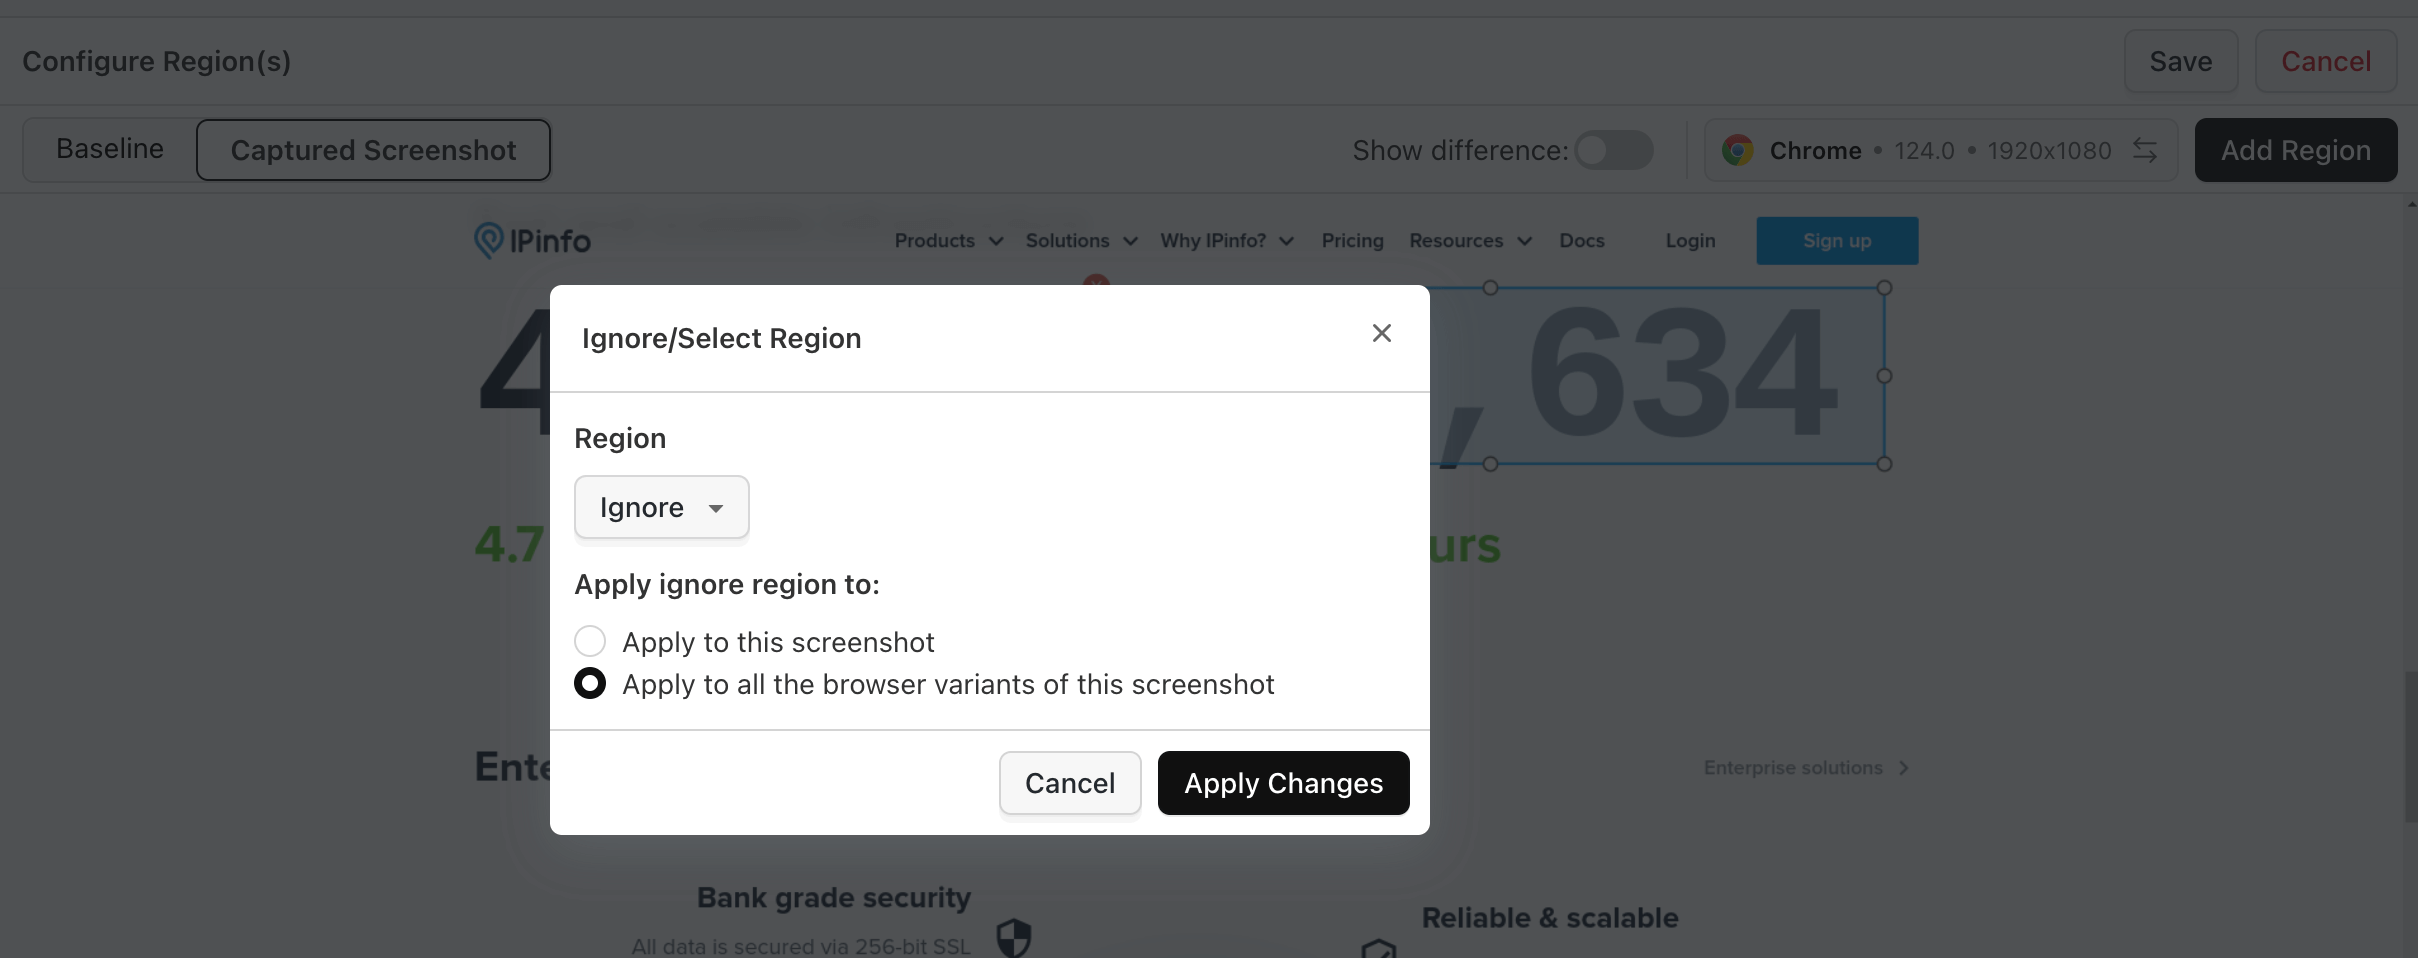 Configure Region(s)
Save
Cancel
Baseline
Captured Screenshot
Show difference:
Chrome • 124.0 • 1920x1080
Add Region
IPinfo
Products
Solutions
Why IPinfo?
Pricing
Resources
Docs
Login
Sign up
4
, 634
Ignore/Select Region
Region
Ignore
4.7
urs
Apply ignore region to:
Apply to this screenshot
Apply to all the browser variants of this screenshot
Cancel
Apply Changes
Ente
Enterprise solutions
Bank grade security
All data is secured via 256-bit SSL
Reliable & scalable